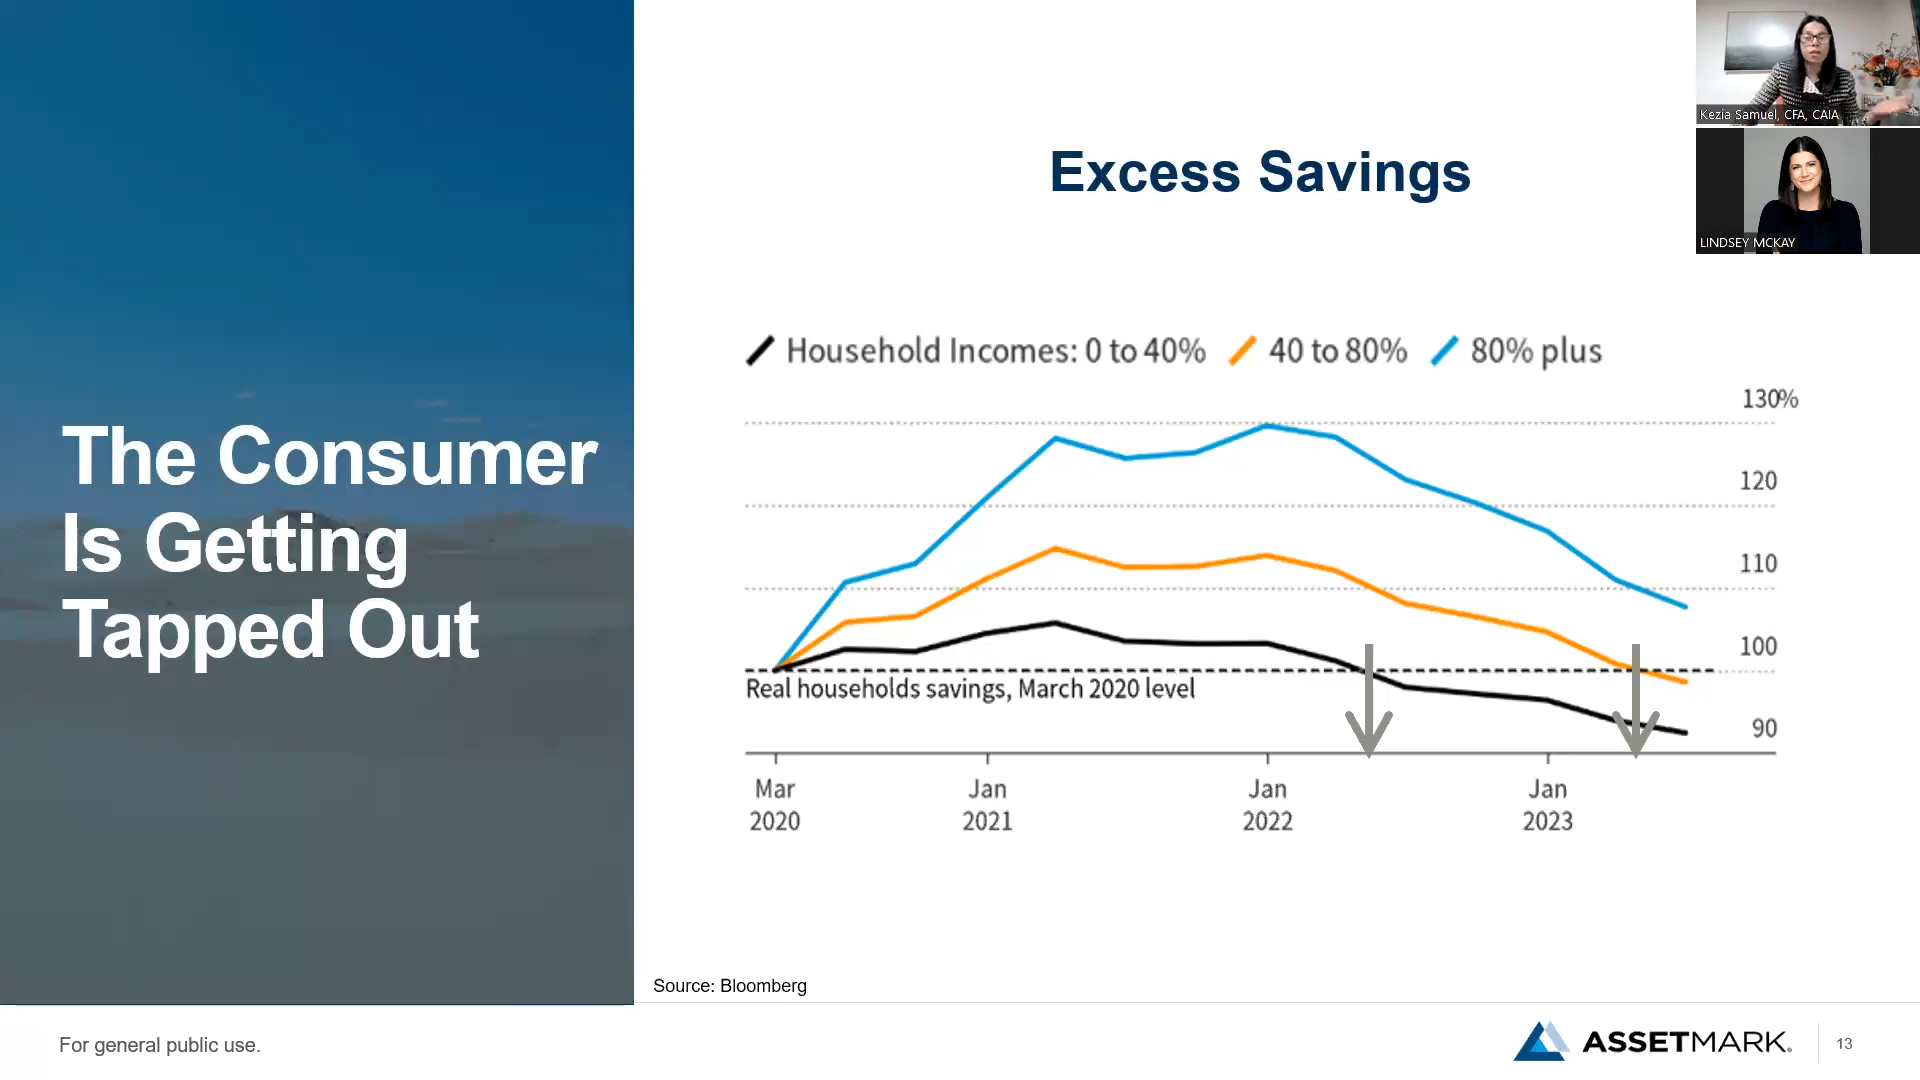 Kezia Samuel, CFA, CAIA
LINDSEY MCKAY
The Consumer
Is Getting
Tapped Out
Excess Savings
Household Incomes: 0 to 40% 40 to 80% 80% plus
130%
120
110
100
90
Real households savings, March 2020 level
Mar 2020
Jan 2021
Jan 2022
Jan 2023
Source: Bloomberg
For general public use.
ASSETMARK.
13